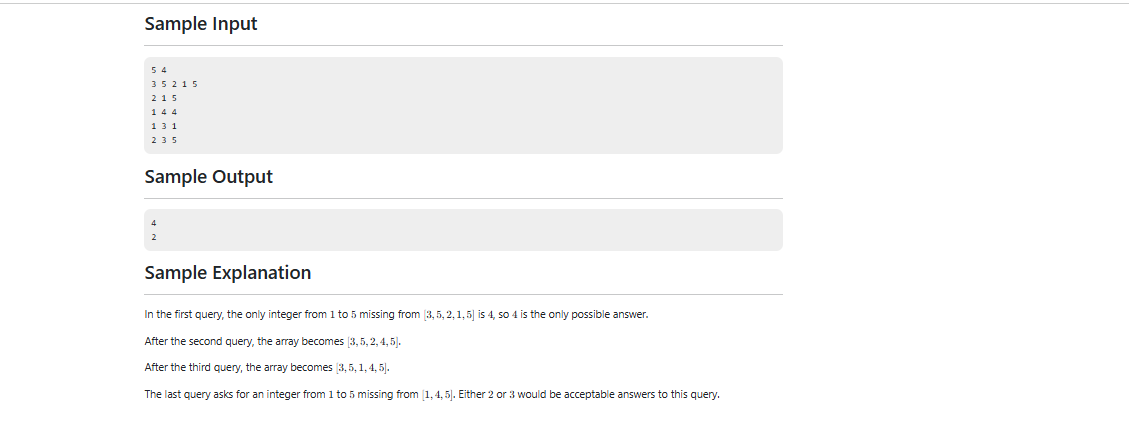 Sample Input
5 4
3 5 2 1 5
2 1 5
1 4 4
1 3 1
2 3 5
Sample Output
4
2
Sample Explanation
In the first query, the only integer from 1 to 5 missing from [3, 5, 2, 1, 5] is 4, so 4 is the only possible answer.
After the second query, the array becomes [3, 5, 2, 4, 5].
After the third query, the array becomes [3, 5, 1, 4, 5].
The last query asks for an integer from 1 to 5 missing from [1, 4, 5]. Either 2 or 3 would be acceptable answers to this query.